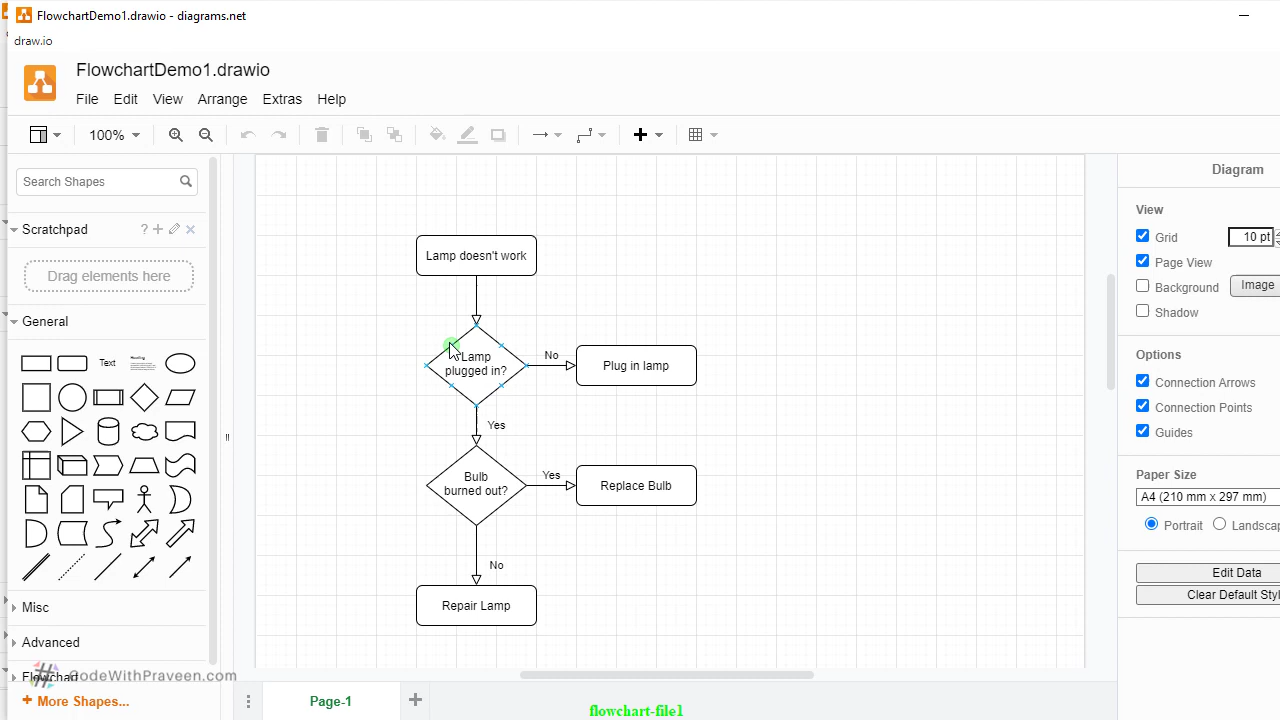 FlowchartDemo1.drawio - diagrams.net
draw.io
FlowchartDemo1.drawio
File Edit View Arrange Extras Help
100%
Search Shapes
Scratchpad
?
Drag elements here
General
Text
Heading
Misc
Advanced
Flowchart
More Shapes...
Lamp doesn't work
Lamp
plugged in?
No
Plug in lamp
Yes
Bulb
burned out?
Yes
Replace Bulb
No
Repair Lamp
Diagram
View
Grid 10 pt
Page View
Background Image
Shadow
Options
Connection Arrows
Connection Points
Guides
Paper Size
A4 (210 mm x 297 mm)
Portrait Landscap
Edit Data
Clear Default Styl
CodeWithPraveen.com
Page-1
flowchart-file1